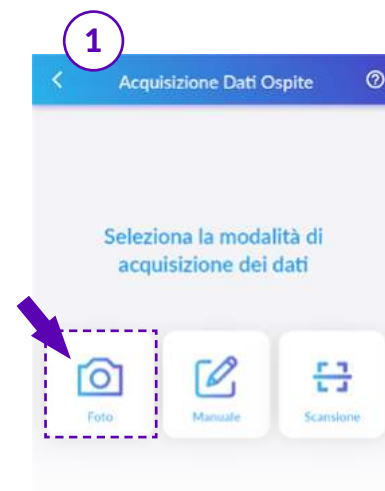 1
Acquisizione Dati Ospite
Seleziona la modalità di
acquisizione dei dati
Foto
Manuale
Scansione